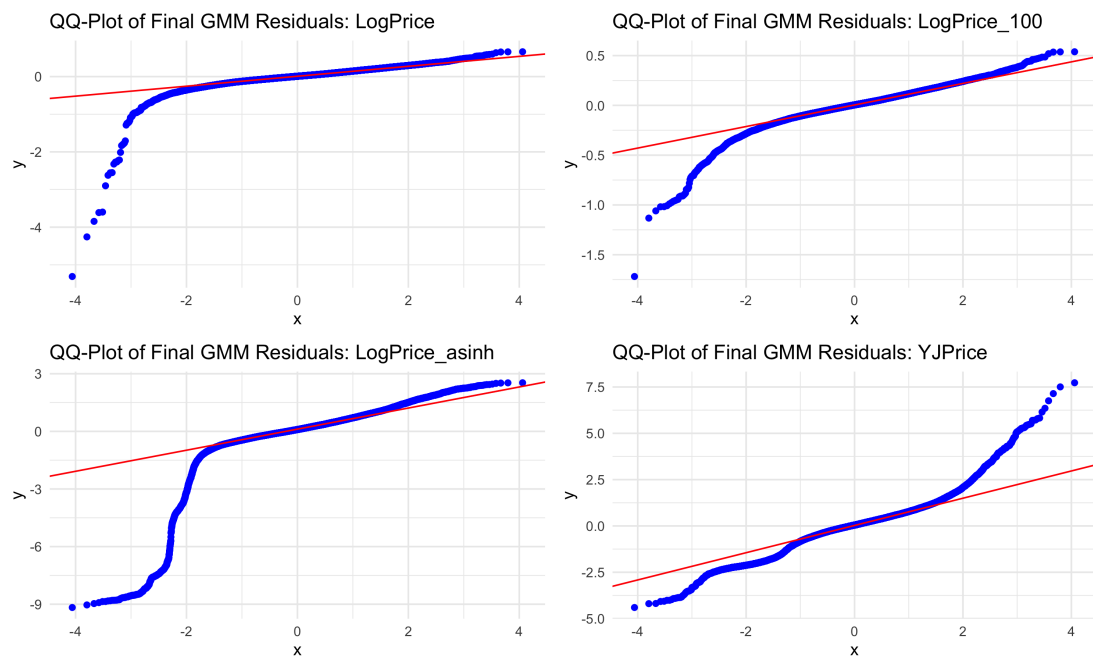 QQ-Plot of Final GMM Residuals: LogPrice
0
-2
-4
y
-4 -2 0 2 4
x
QQ-Plot of Final GMM Residuals: LogPrice_100
0.5
0.0
-0.5
-1.0
-1.5
y
-4 -2 0 2 4
x
QQ-Plot of Final GMM Residuals: LogPrice_asinh
3
0
-3
-6
-9
y
-4 -2 0 2 4
x
QQ-Plot of Final GMM Residuals: YJPrice
7.5
5.0
2.5
0.0
-2.5
-5.0
y
-4 -2 0 2 4
x